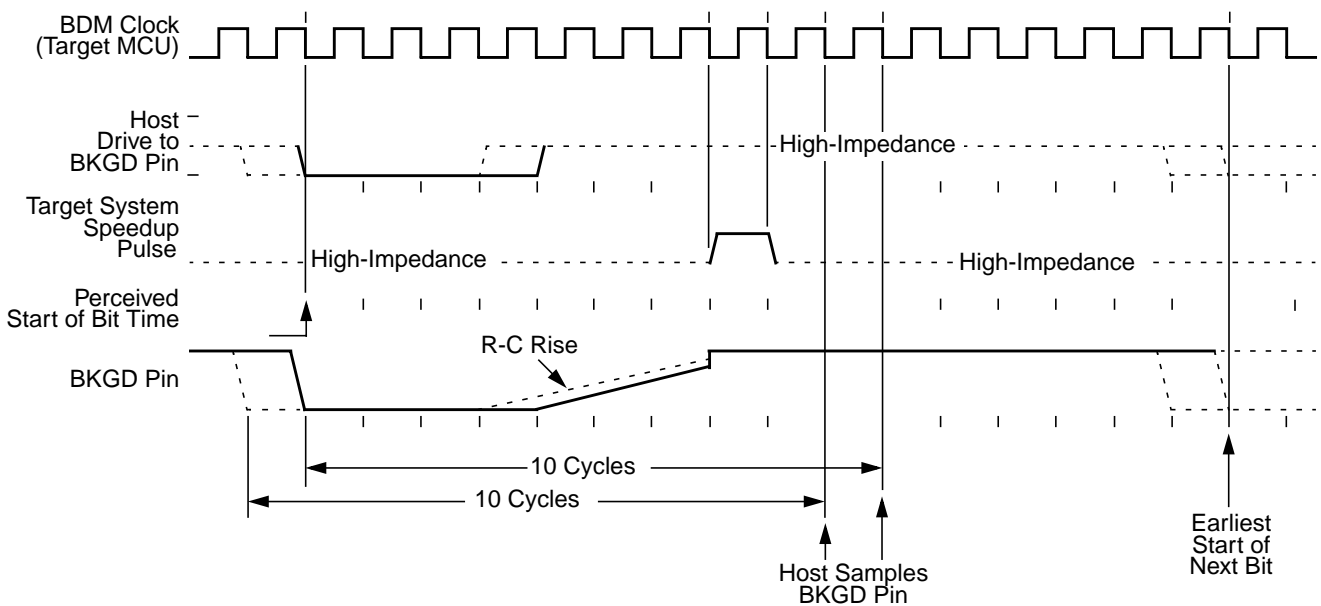 BDM Clock
(Target MCU)
Host
Drive to
BKGD Pin
High-Impedance
Target System
Speedup
Pulse
High-Impedance
High-Impedance
Perceived
Start of Bit Time
R-C Rise
BKGD Pin
10 Cycles
10 Cycles
Host Samples
BKGD Pin
Earliest
Start of
Next Bit